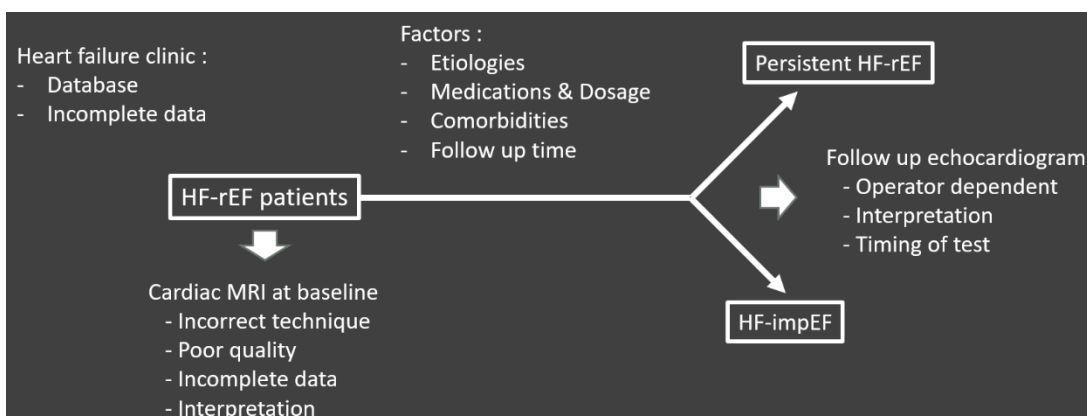 Heart failure clinic :
- Database
- Incomplete data
Factors :
- Etiologies
- Medications & Dosage
- Comorbidities
- Follow up time
Persistent HF-rEF
HF-rEF patients
Follow up echocardiogram
- Operator dependent
- Interpretation
- Timing of test
Cardiac MRI at baseline
- Incorrect technique
- Poor quality
- Incomplete data
- Interpretation
HF-impEF